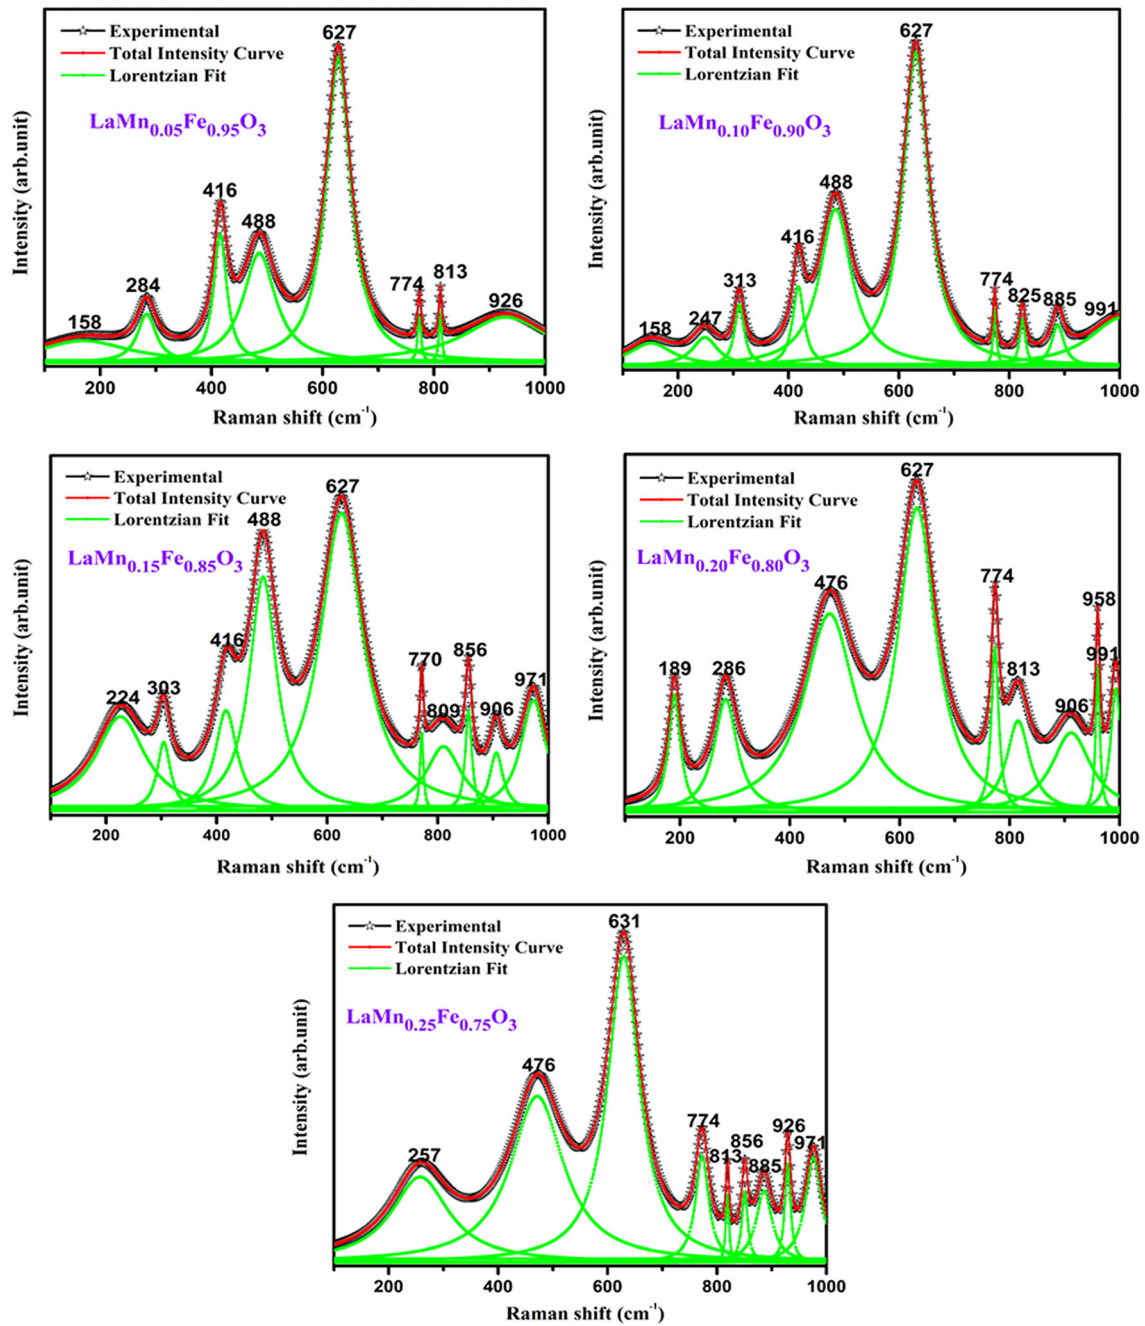 Experimental
Total Intensity Curve
Lorentzian Fit
LaMn0.05Fe0.95O3
158
284
416
488
627
774
813
926
Intensity (arb.unit)
200 400 600 800 1000
Raman shift (cm-1)
Experimental
Total Intensity Curve
Lorentzian Fit
LaMn0.10Fe0.90O3
158
247
313
416
488
627
774
825
885
991
Intensity (arb.unit)
200 400 600 800 1000
Raman shift (cm-1)
Experimental
Total Intensity Curve
Lorentzian Fit
LaMn0.15Fe0.85O3
224
303
416
488
627
770
809
856
906
971
Intensity (arb.unit)
200 400 600 800 1000
Raman shift (cm-1)
Experimental
Total Intensity Curve
Lorentzian Fit
LaMn0.20Fe0.80O3
189
286
476
627
774
813
906
958
991
Intensity (arb.unit)
200 400 600 800 1000
Raman shift (cm-1)
Experimental
Total Intensity Curve
Lorentzian Fit
LaMn0.25Fe0.75O3
257
476
631
774
813
856
885
926
971
Intensity (arb.unit)
200 400 600 800 1000
Raman shift (cm-1)